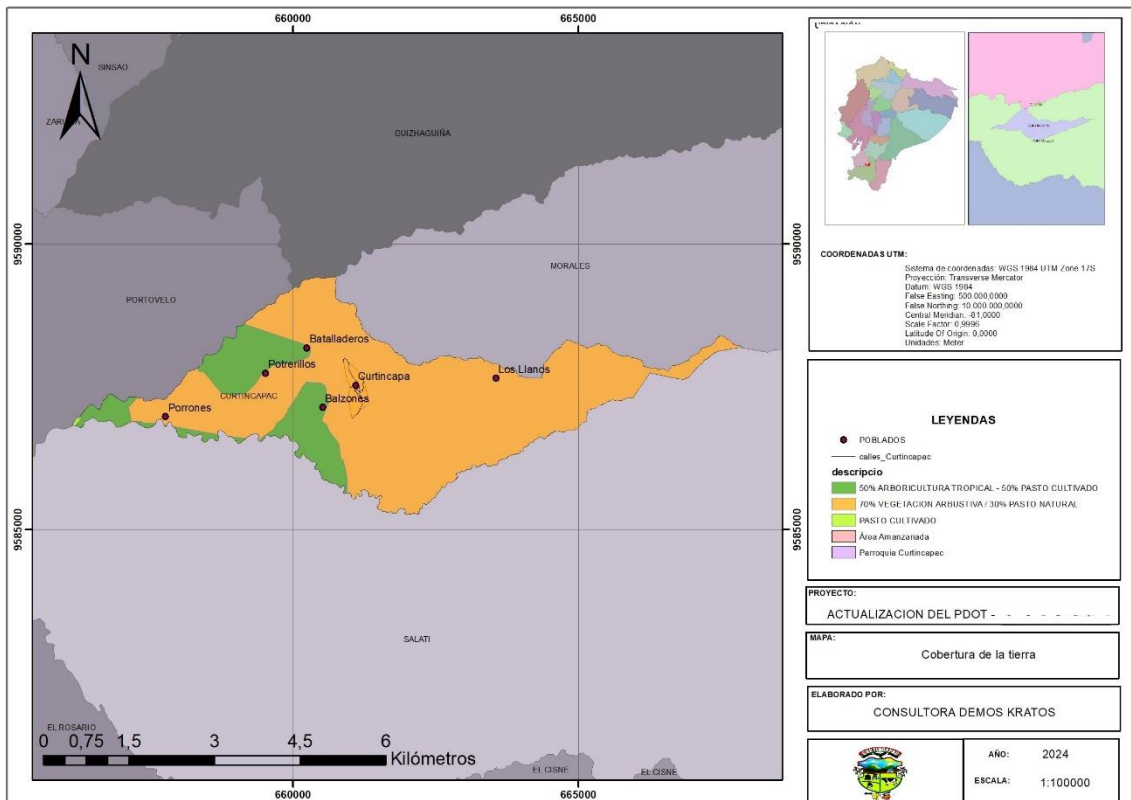 660000
665000
N
SINSAO
GUIZHAGUIÑA
9590000
9590000
MORALES
PORTOVELO
Batalladeros
Potrerillos
Curtincapa
Los Llanos
CURTINCAPAC
Balzones
Porrones
9585000
9585000
SALATI
EL ROSARIO
0 0,75 1,5 3 4,5 6
Kilómetros
EL CISNE
EL CISNE
660000
665000
UBICACIÓN
COORDENADAS UTM:
Sistema de coordenadas: WGS 1984 UTM Zone 17S
Proyección: Transverse Mercator
Datum: WGS 1984
False Easting: 500.000,0000
False Northing: 10.000.000,0000
Central Meridian: -81,0000
Scale Factor: 0,9996
Latitude Of Origin: 0,0000
Unidades: Meter
LEYENDAS
POBLADOS
calles_Curtincapac
descripcio
50% ARBORICULTURA TROPICAL - 50% PASTO CULTIVADO
70% VEGETACION ARBUSTIVA / 30% PASTO NATURAL
PASTO CULTIVADO
Área Amanzanada
Parroquia Curtincapac
PROYECTO:
ACTUALIZACION DEL PDOT -
MAPA:
Cobertura de la tierra
ELABORADO POR:
CONSULTORA DEMOS KRATOS
AÑO: 2024
ESCALA: 1:100000